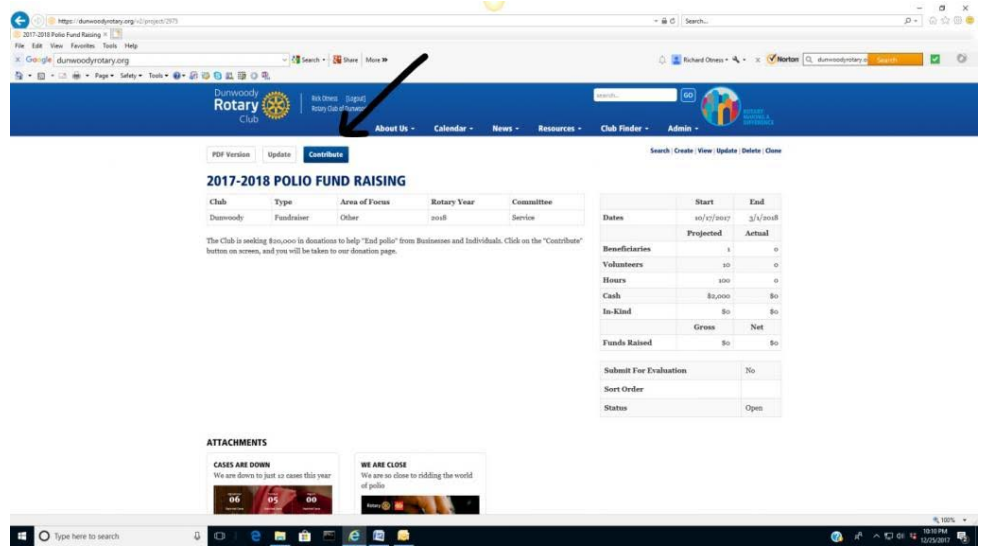 https://dunwoodyrotary.org/v2/project/2975
Search...
2017-2018 Polio Fund Raising
File Edit View Favorites Tools Help
Google dunwoodyrotary.org Search Share More Richard Otness Norton dunwoodyrotary.o Search
Page Safety Tools
Dunwoody
Rotary
Club
[Logout]
GO
About Us Calendar News Resources Club Finder Admin
PDF Version Update Contribute
Search | Create | View | Update | Delete | Clone
2017-2018 POLIO FUND RAISING
Club Type Area of Focus Rotary Year Committee
Dunwoody Fundraiser Other 2018 Service
The Club is seeking $20,000 in donations to help "End polio" from Businesses and Individuals. Click on the "Contribute"
button on screen, and you will be taken to our donation page.
Start End
Dates 10/17/2017 3/1/2018
Projected Actual
Beneficiaries 1 0
Volunteers 10 0
Hours 100 0
Cash $2,000 $0
In-Kind $0 $0
Gross Net
Funds Raised $0 $0
Submit For Evaluation No
Sort Order
Status Open
ATTACHMENTS
CASES ARE DOWN
We are down to just 12 cases this year
06 05 00
WE ARE CLOSE
We are so close to ridding the world
of polio
Rotary
100%
Type here to search
10:10 PM
12/25/2017